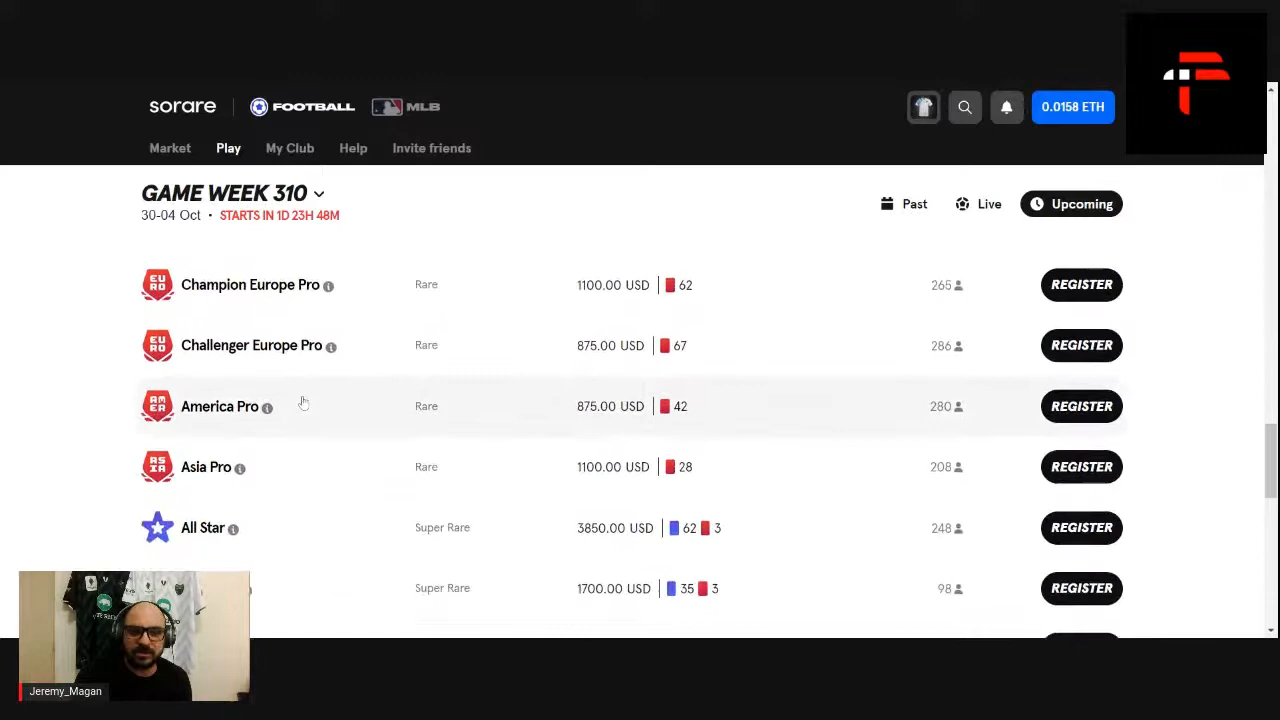 sorare FOOTBALL MLB 0.0158 ETH
Market Play My Club Help Invite friends
GAME WEEK 310
30-04 Oct • STARTS IN 1D 23H 48M
Past Live Upcoming
EURO Champion Europe Pro Rare 1100.00 USD 62 265 REGISTER
EURO Challenger Europe Pro Rare 875.00 USD 67 286 REGISTER
AMER America Pro Rare 875.00 USD 42 280 REGISTER
ASIA Asia Pro Rare 1100.00 USD 28 208 REGISTER
All Star Super Rare 3850.00 USD 62 3 248 REGISTER
Super Rare 1700.00 USD 35 3 98 REGISTER
Jeremy_Magan